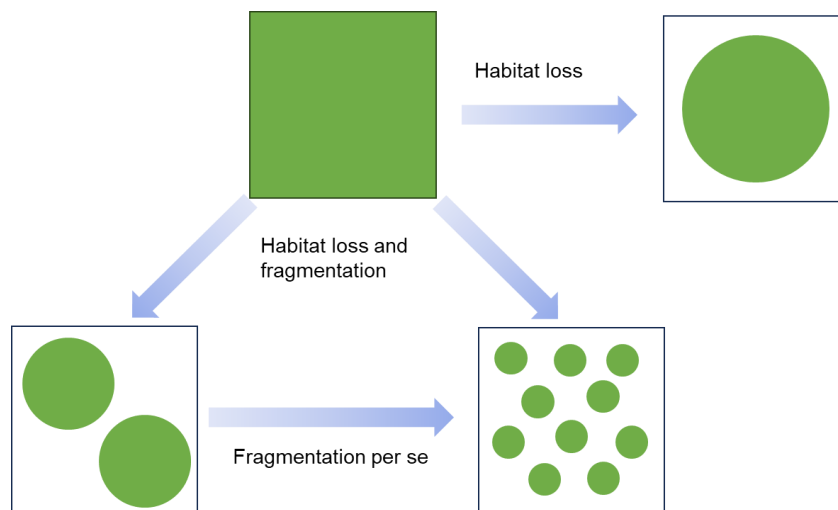 Habitat loss
Habitat loss and
fragmentation
Fragmentation per se